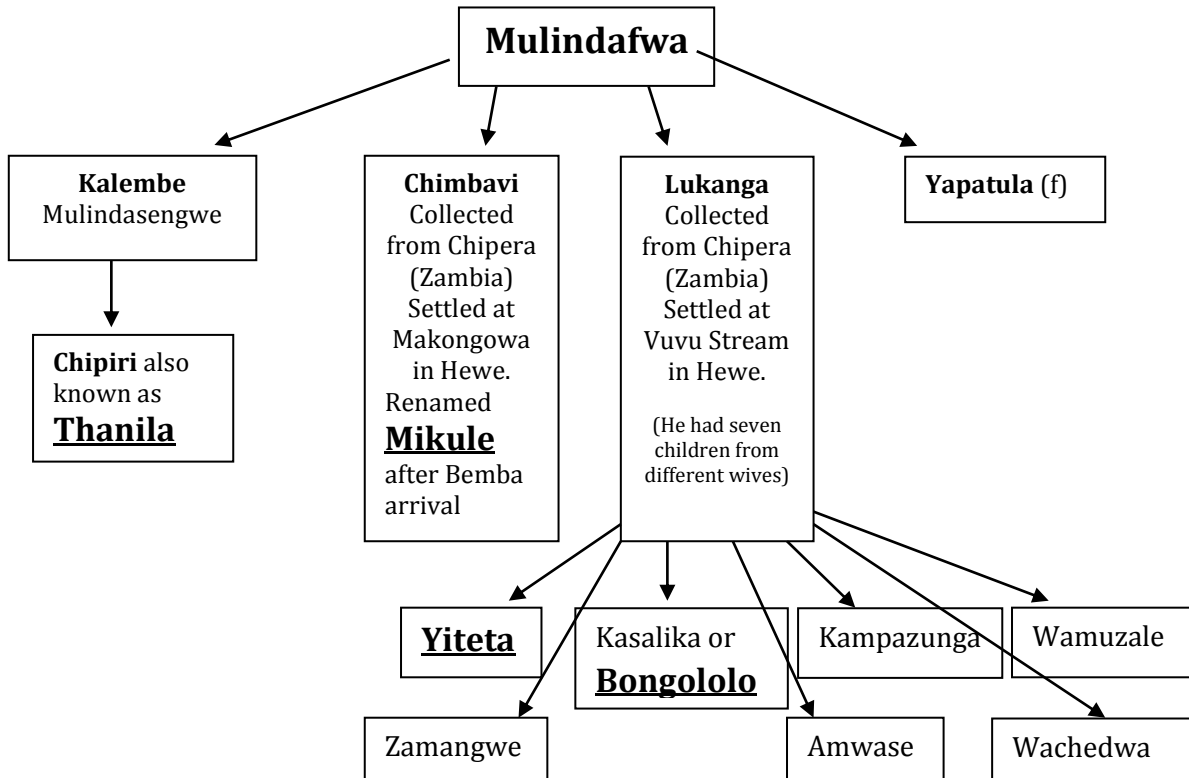 Mulindafwa
Kalembe
Mulindasengwe
Chimbavi
Collected
from Chipera
(Zambia)
Settled at
Makongowa
in Hewe.
Renamed
Mikule
after Bemba
arrival
Lukanga
Collected
from Chipera
(Zambia)
Settled at
Vuvu Stream
in Hewe.
(He had seven
children from
different wives)
Yapatula (f)
Chipiri also
known as
Thanila
Yiteta
Kasalika or
Bongololo
Kampazunga
Wamuzale
Zamangwe
Amwase
Wachedwa